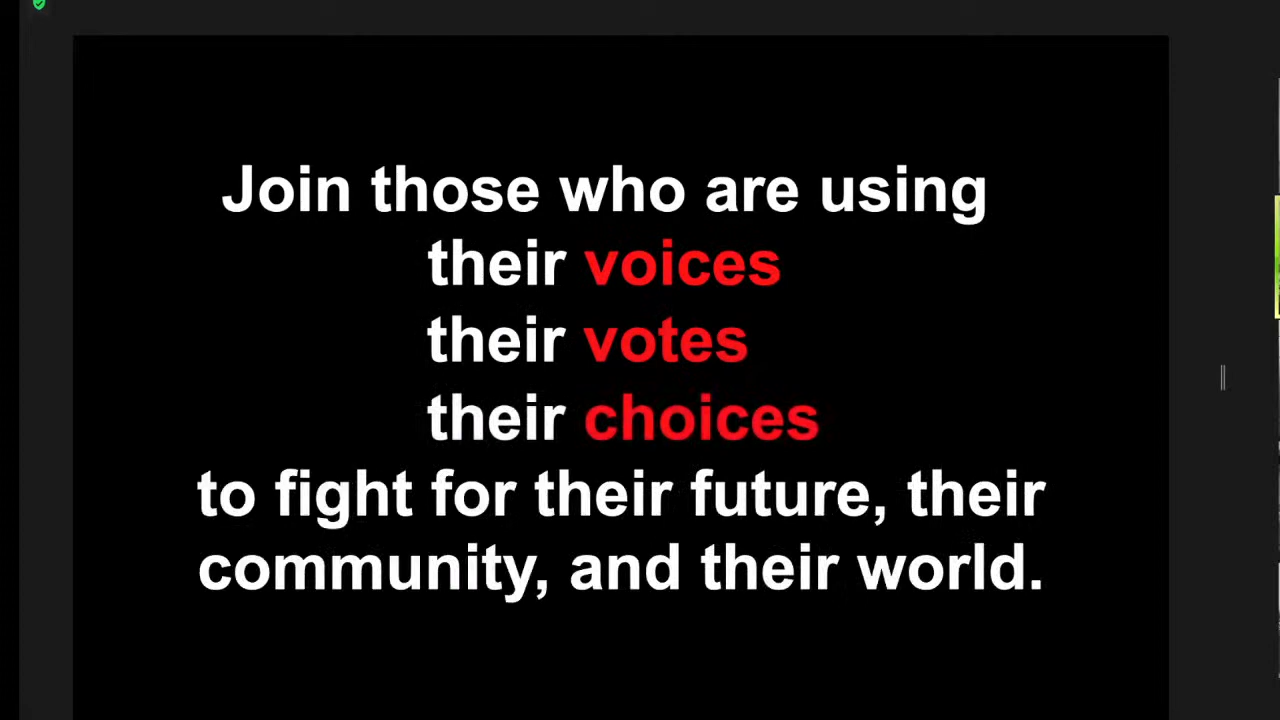 Join those who are using
their voices
their votes
their choices
to fight for their future, their
community, and their world.